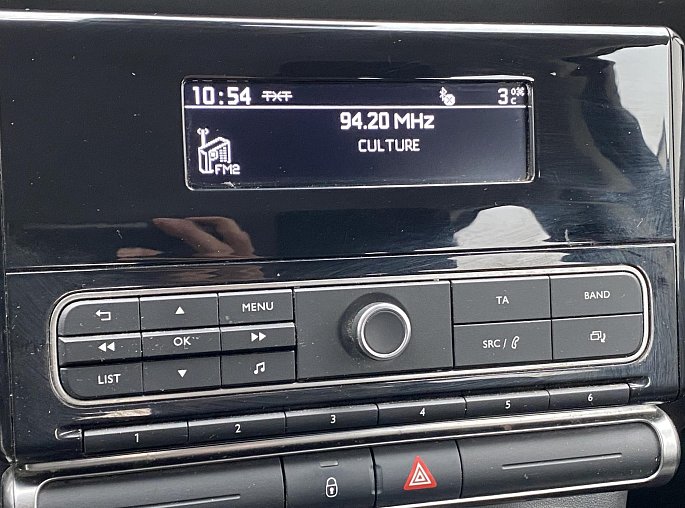 10:54 TXT 3°C
94.20 MHz
CULTURE
FM2
MENU
TA
BAND
OK
SRC /
LIST
1 2 3 4 5 6